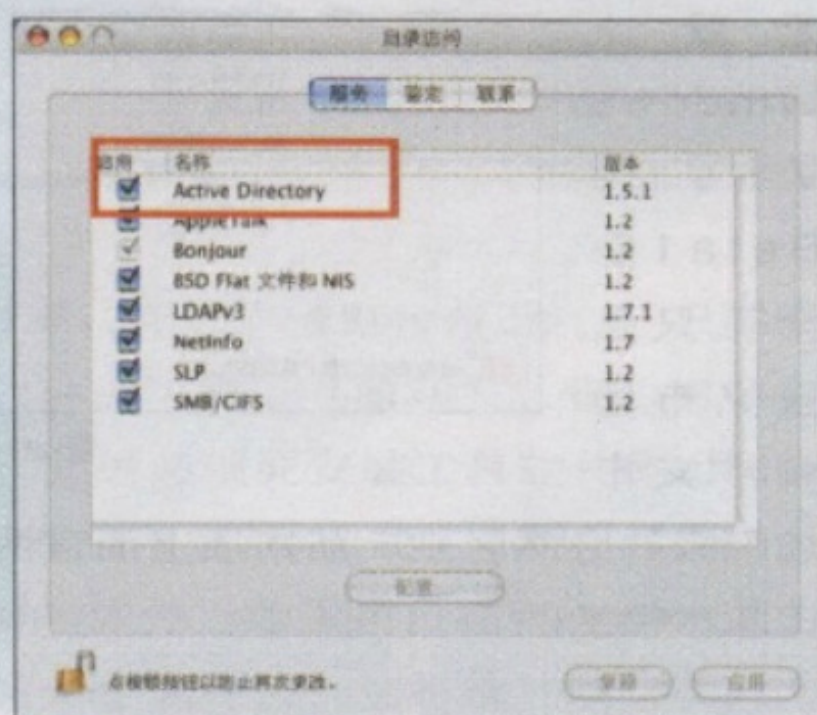 目录访问
服务 鉴定 联系
启用 名称 版本
Active Directory 1.5.1
AppleTalk 1.2
Bonjour 1.2
BSD Flat 文件和 NIS 1.2
LDAPv3 1.7.1
NetInfo 1.7
SLP 1.2
SMB/CIFS 1.2
配置
点按锁按钮以防止再次更改。
复原 应用